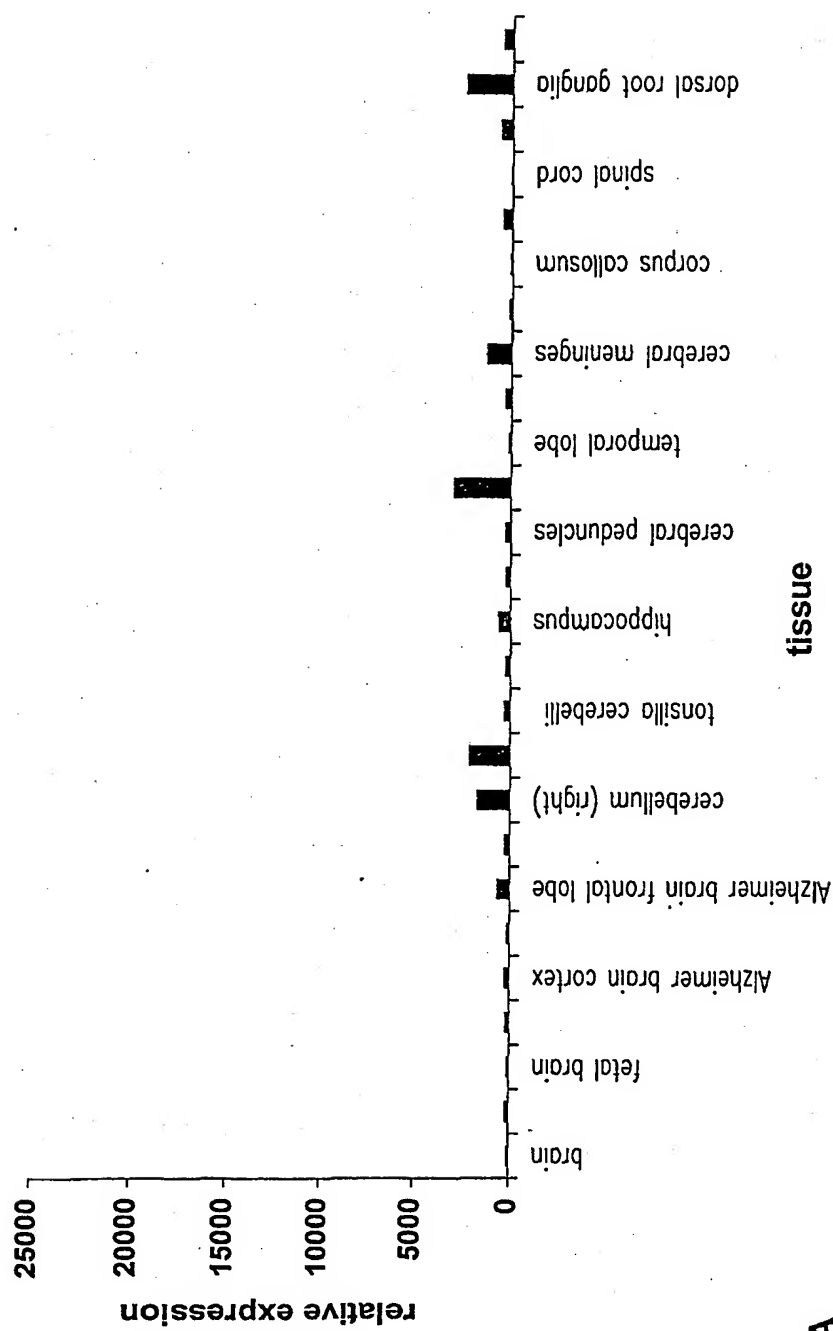 relative expression
25000
20000
15000
10000
5000
0
brain
fetal brain
Alzheimer brain cortex
Alzheimer brain frontal lobe
cerebellum (right)
tonsilla cerebelli
hippocampus
cerebral peduncles
temporal lobe
cerebral meninges
corpus callosum
spinal cord
dorsal root ganglia
tissue
A